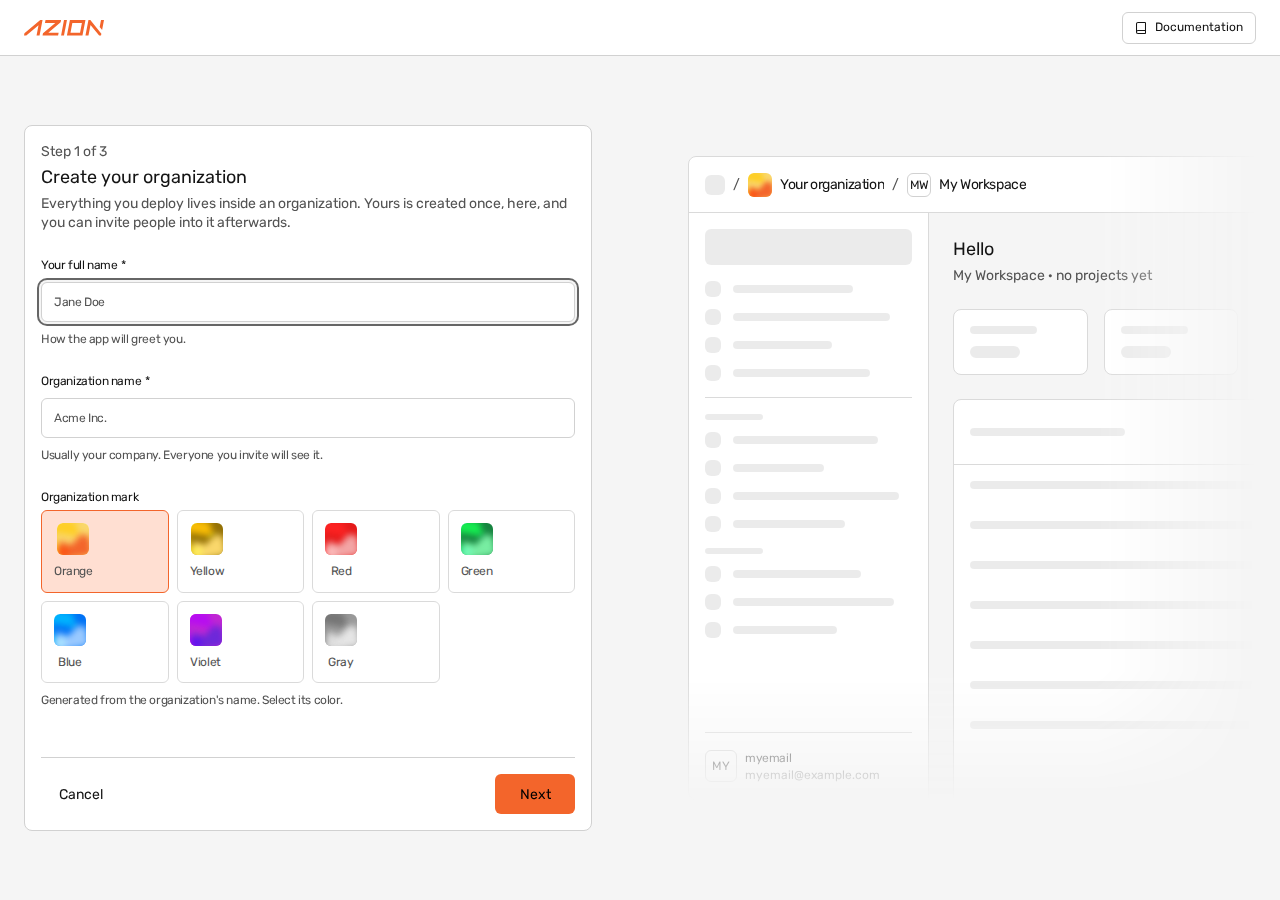 AZION
Documentation
Step 1 of 3
Create your organization
Everything you deploy lives inside an organization. Yours is created once, here, and
you can invite people into it afterwards.
Your full name *
Jane Doe
How the app will greet you.
Organization name *
Acme Inc.
Usually your company. Everyone you invite will see it.
Organization mark
Orange
Yellow
Red
Green
Blue
Violet
Gray
Generated from the organization's name. Select its color.
Cancel
Next
/ Your organization / MW My Workspace
Hello
My Workspace • no projects yet
MY
myemail
myemail@example.com